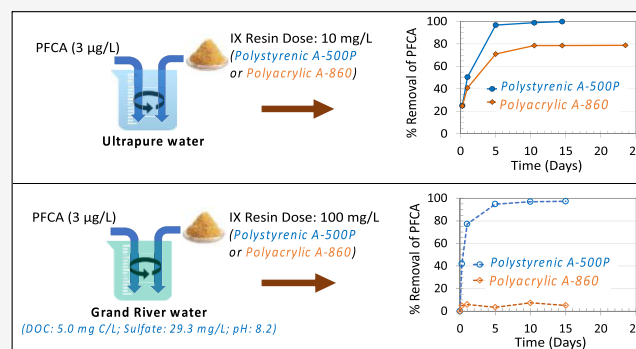 PFCA (3 µg/L)
IX Resin Dose: 10 mg/L
(Polystyrenic A-500P
or Polyacrylic A-860)
Ultrapure water
% Removal of PFCA
100
80
60
40
20
0
Polystyrenic A-500P
Polyacrylic A-860
0 5 10 15 20 2
Time (Days)
PFCA (3 µg/L)
IX Resin Dose: 100 mg/L
(Polystyrenic A-500P
or Polyacrylic A-860)
Grand River water
(DOC: 5.0 mg C/L; Sulfate: 29.3 mg/L; pH: 8.2)
% Removal of PFCA
100
80
60
40
20
0
Polystyrenic A-500P
Polyacrylic A-860
0 5 10 15 20 2
Time (Days)